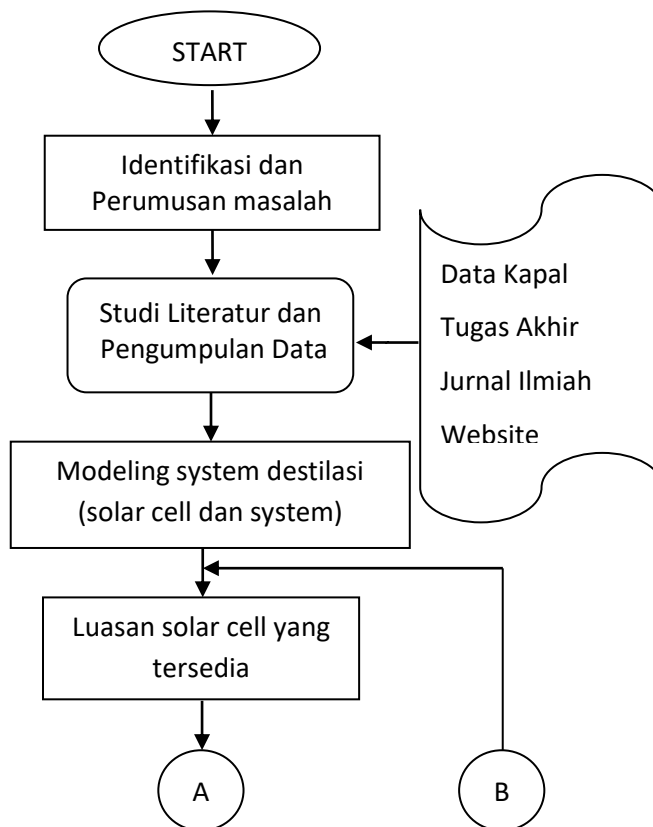 START
Identifikasi dan
Perumusan masalah
Studi Literatur dan
Pengumpulan Data
Data Kapal
Tugas Akhir
Jurnal Ilmiah
Website
Modeling system destilasi
(solar cell dan system)
Luasan solar cell yang
tersedia
A
B